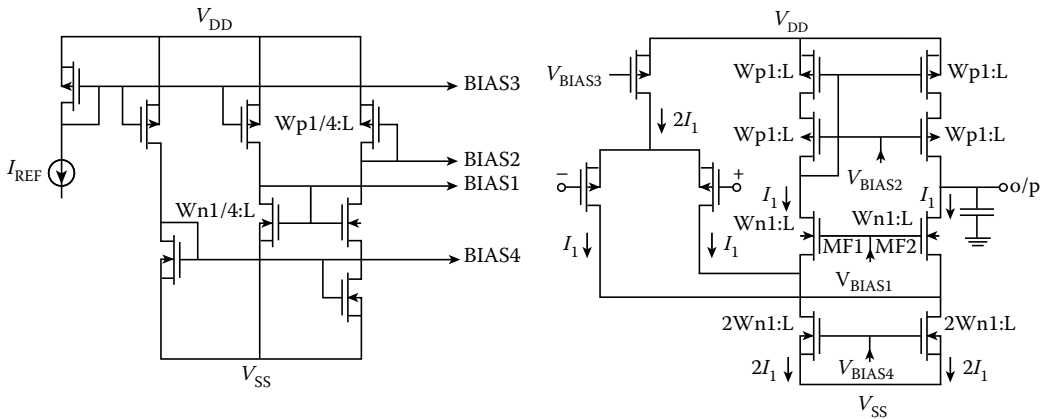 V_DD
BIAS3
Wp1/4:L
I_REF
BIAS2
BIAS1
Wn1/4:L
BIAS4
V_SS
V_DD
Wp1:L
Wp1:L
V_BIAS3
2I_1
Wp1:L
Wp1:L
−
+
V_BIAS2
o/p
I_1
I_1
Wn1:L
Wn1:L
I_1
I_1
MF1
MF2
V_BIAS1
2Wn1:L
2Wn1:L
2I_1
V_BIAS4
2I_1
V_SS